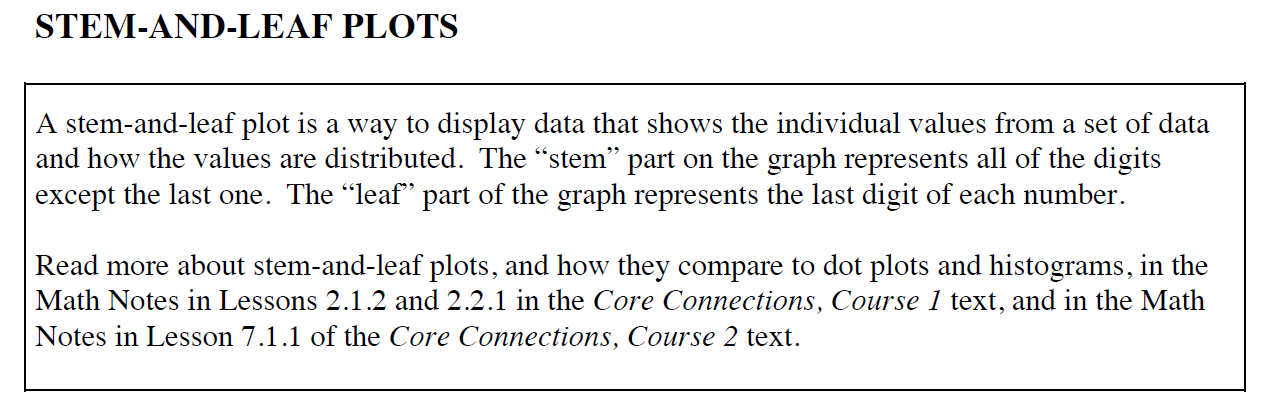 STEM-AND-LEAF PLOTS
A stem-and-leaf plot is a way to display data that shows the individual values from a set of data
and how the values are distributed.  The “stem” part on the graph represents all of the digits
except the last one.  The “leaf” part of the graph represents the last digit of each number.
Read more about stem-and-leaf plots, and how they compare to dot plots and histograms, in the
Math Notes in Lessons 2.1.2 and 2.2.1 in the Core Connections, Course 1 text, and in the Math
Notes in Lesson 7.1.1 of the Core Connections, Course 2 text.